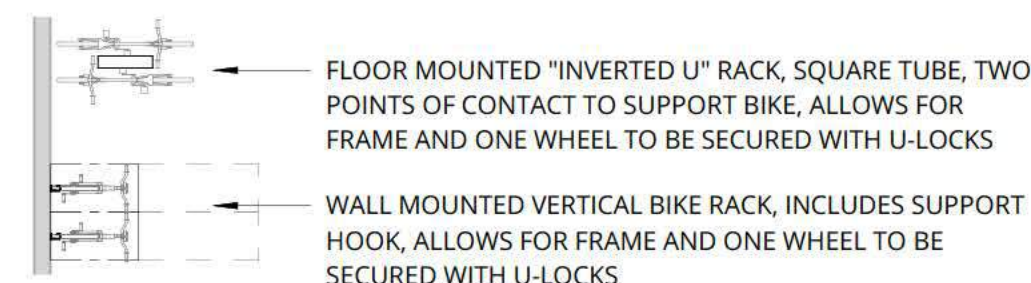 FLOOR MOUNTED "INVERTED U" RACK, SQUARE TUBE, TWO
POINTS OF CONTACT TO SUPPORT BIKE, ALLOWS FOR
FRAME AND ONE WHEEL TO BE SECURED WITH U-LOCKS
WALL MOUNTED VERTICAL BIKE RACK, INCLUDES SUPPORT
HOOK, ALLOWS FOR FRAME AND ONE WHEEL TO BE
SECURED WITH U-LOCKS